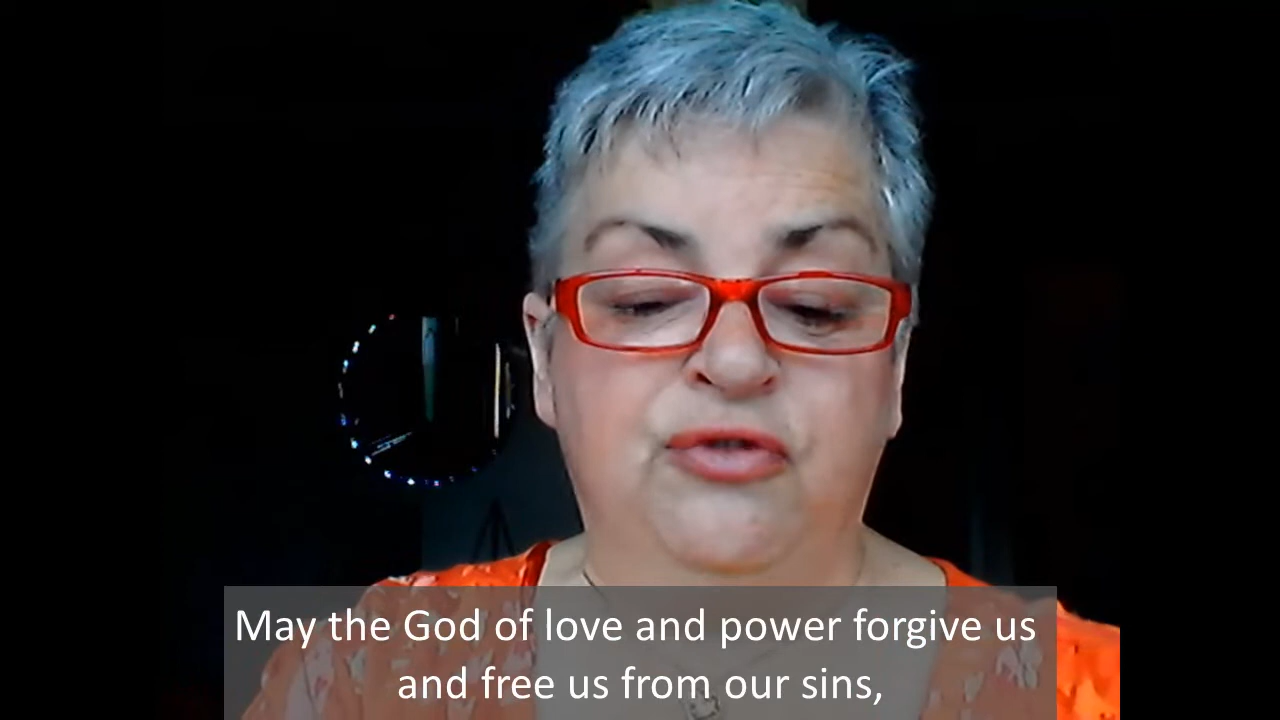 May the God of love and power forgive us
and free us from our sins,